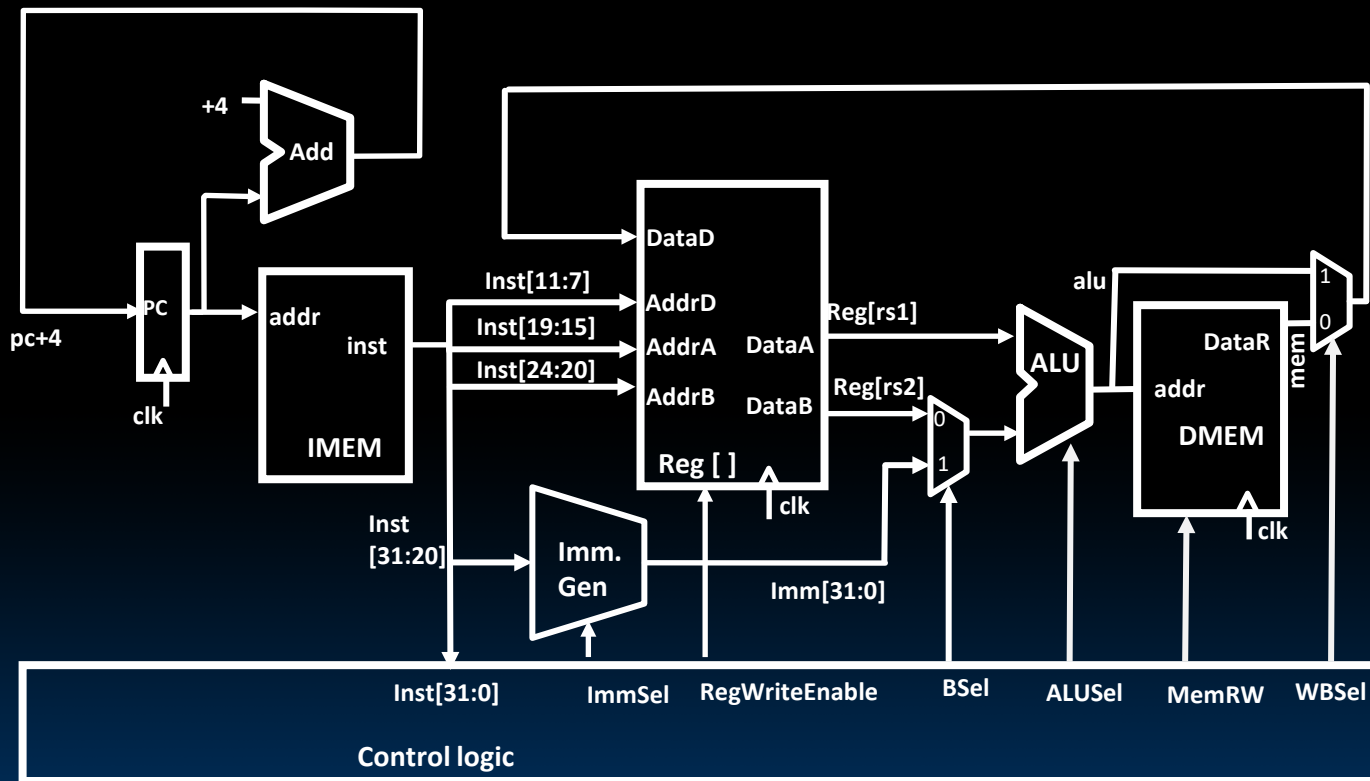 +4
Add
DataD
Inst[11:7]
alu
1
PC
addr
AddrD
Reg[rs1]
0
pc+4
inst
Inst[19:15]
AddrA
DataA
ALU
DataR
mem
Inst[24:20]
AddrB
DataB
Reg[rs2]
0
addr
clk
IMEM
Reg [ ]
1
DMEM
clk
clk
Inst
[31:20]
Imm.
Gen
Imm[31:0]
Inst[31:0]
ImmSel
RegWriteEnable
BSel
ALUSel
MemRW
WBSel
Control logic